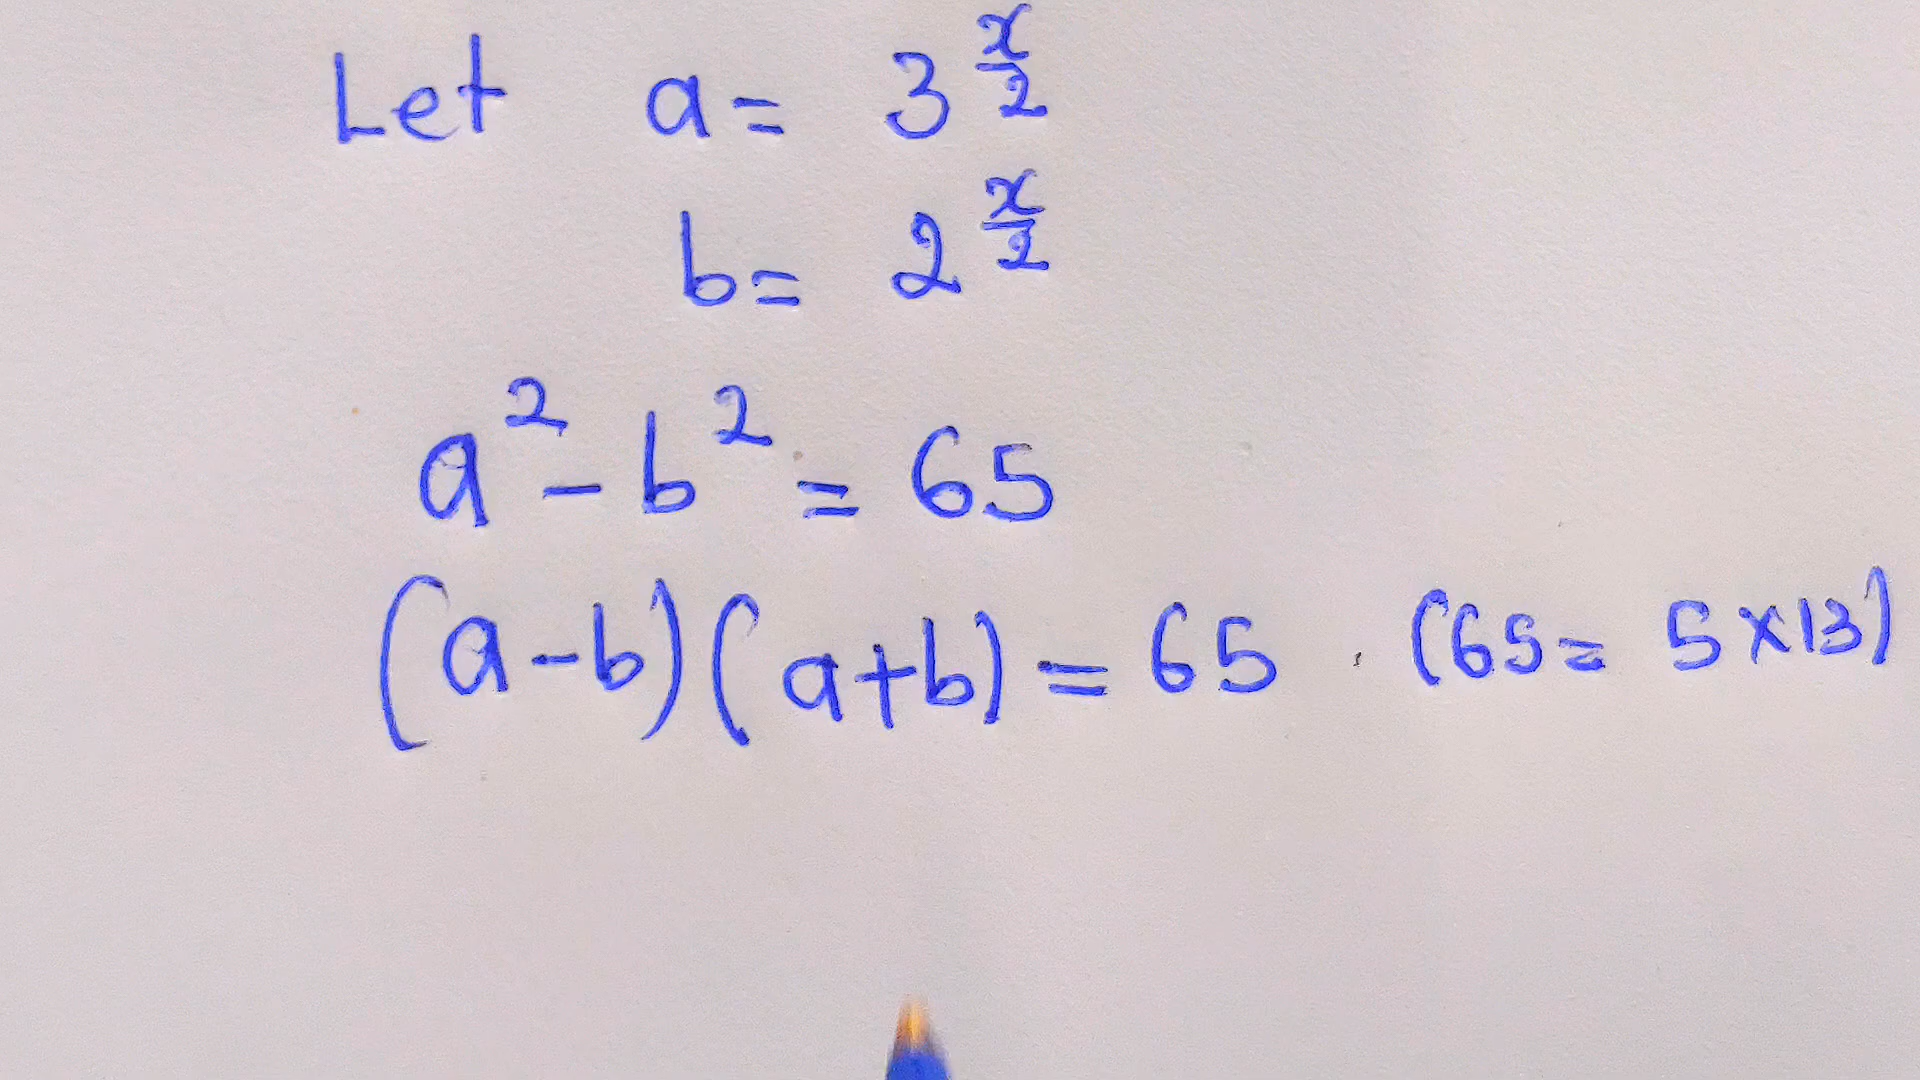 Let a = 3^(x/2)
b = 2^(x/2)
a² - b² = 65
(a-b)(a+b) = 65 . (65 = 5×13)